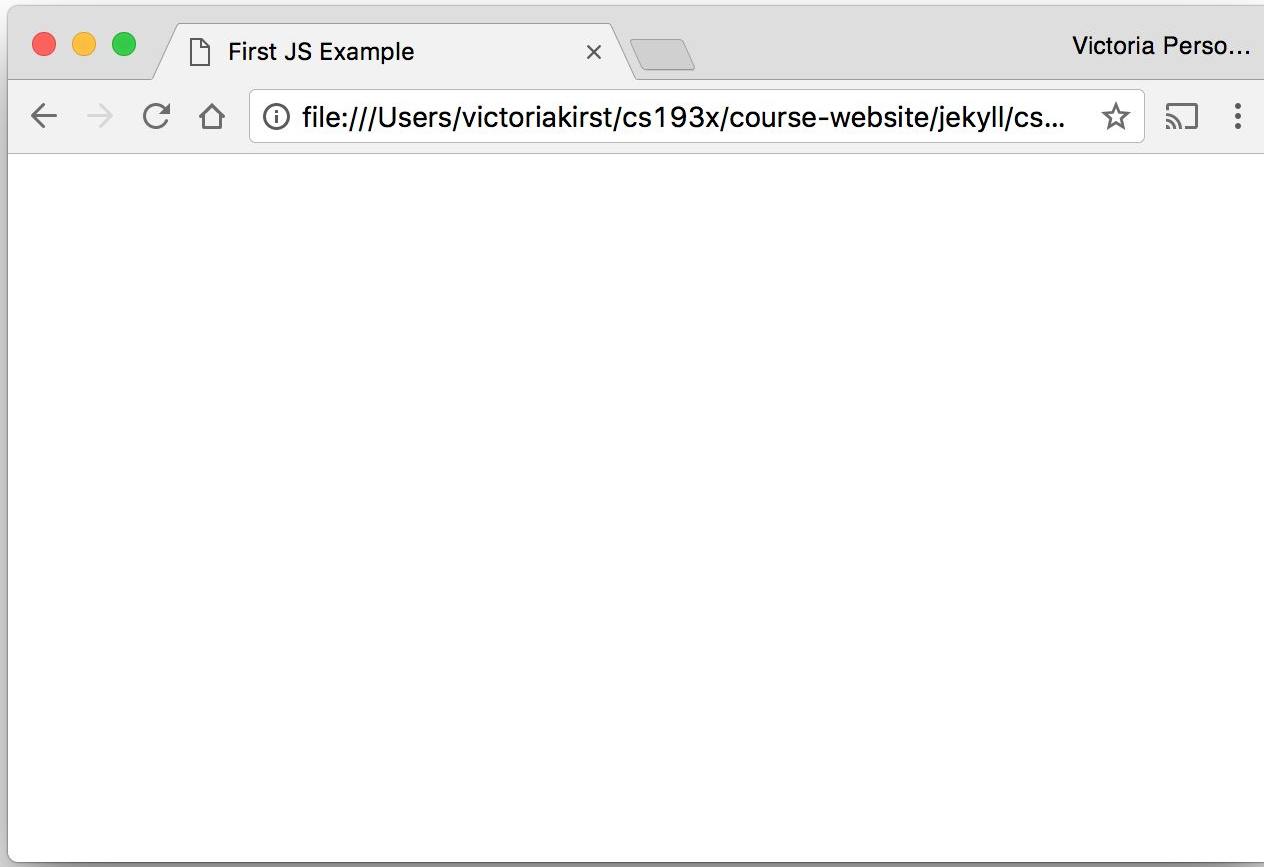 First JS Example
Victoria Perso...
file:///Users/victoriakirst/cs193x/course-website/jekyll/cs...